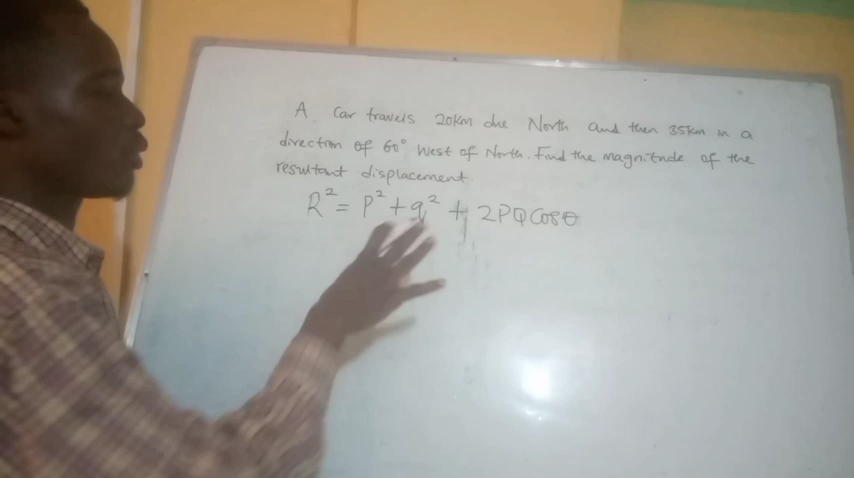 A car travels 20km due North and then 35km in a
direction of 60° West of North. Find the magnitude of the
resultant displacement.
R² = P² + q² + 2PQ Cosθ